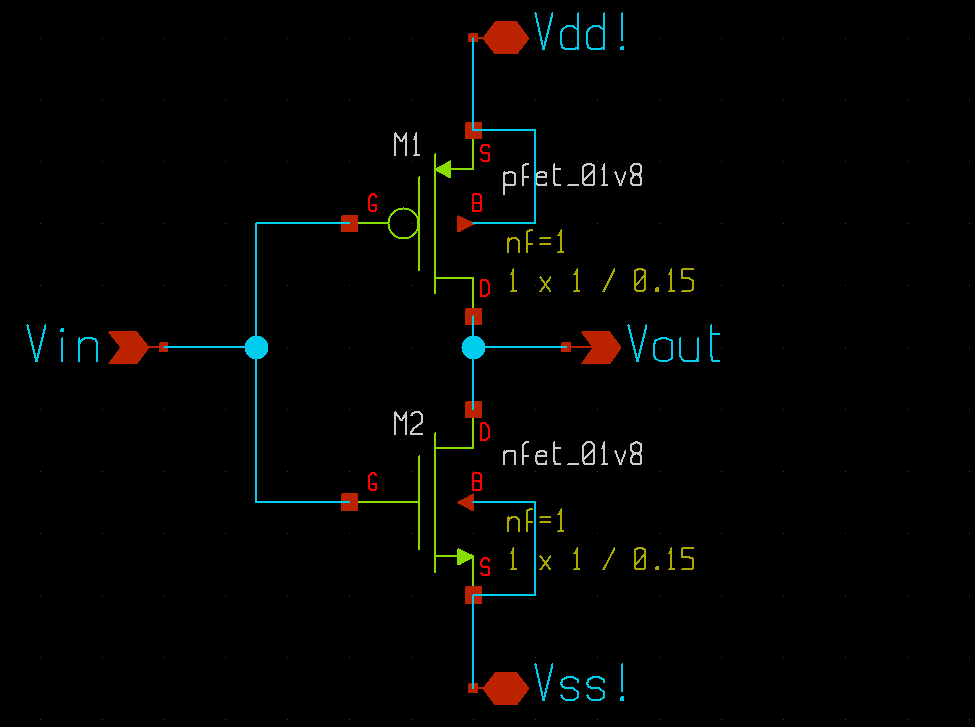 Vdd!
M1
S
pfet_01v8
G
B
nf=1
D
1 x 1 / 0.15
Vin
Vout
M2
D
nfet_01v8
G
B
nf=1
S
1 x 1 / 0.15
Vss!